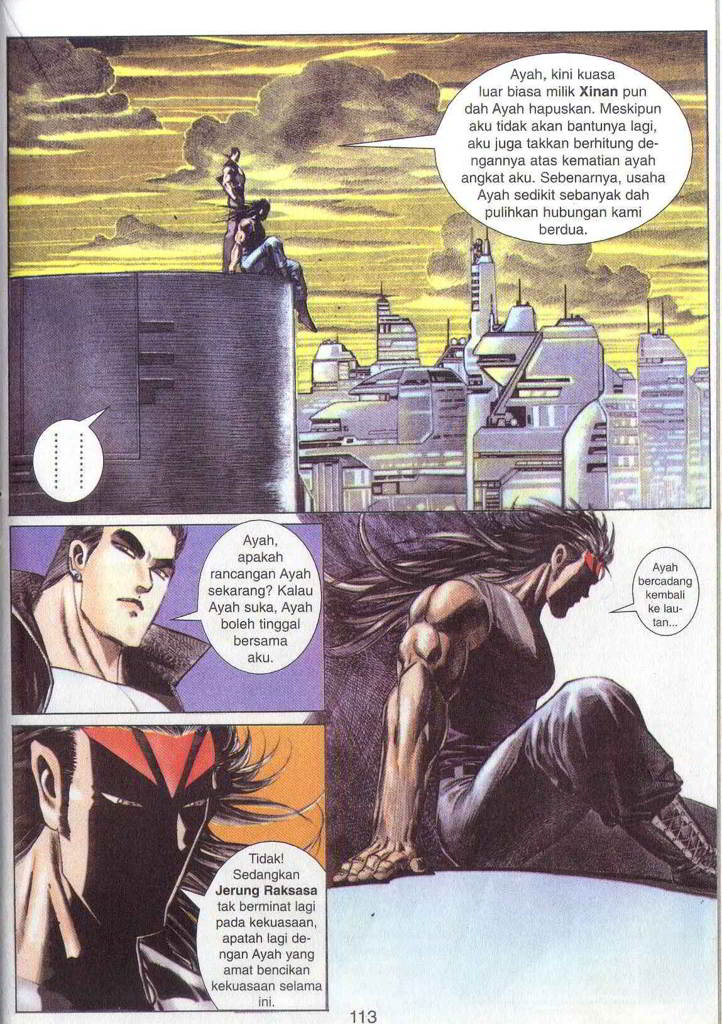 Ayah, kini kuasa
luar biasa milik Xinan pun
dah Ayah hapuskan. Meskipun
aku tidak akan bantunya lagi,
aku juga takkan berhitung de-
ngannya atas kematian ayah
angkat aku. Sebenarnya, usaha
Ayah sedikit sebanyak dah
pulihkan hubungan kami
berdua.
Ayah,
apakah
rancangan Ayah
sekarang? Kalau
Ayah suka, Ayah
boleh tinggal
bersama
aku.
Ayah
bercadang
kembali
ke lau-
tan...
Tidak!
Sedangkan
Jerung Raksasa
tak berminat lagi
pada kekuasaan,
apatah lagi de-
ngan Ayah yang
amat bencikan
kekuasaan selama
ini.
113